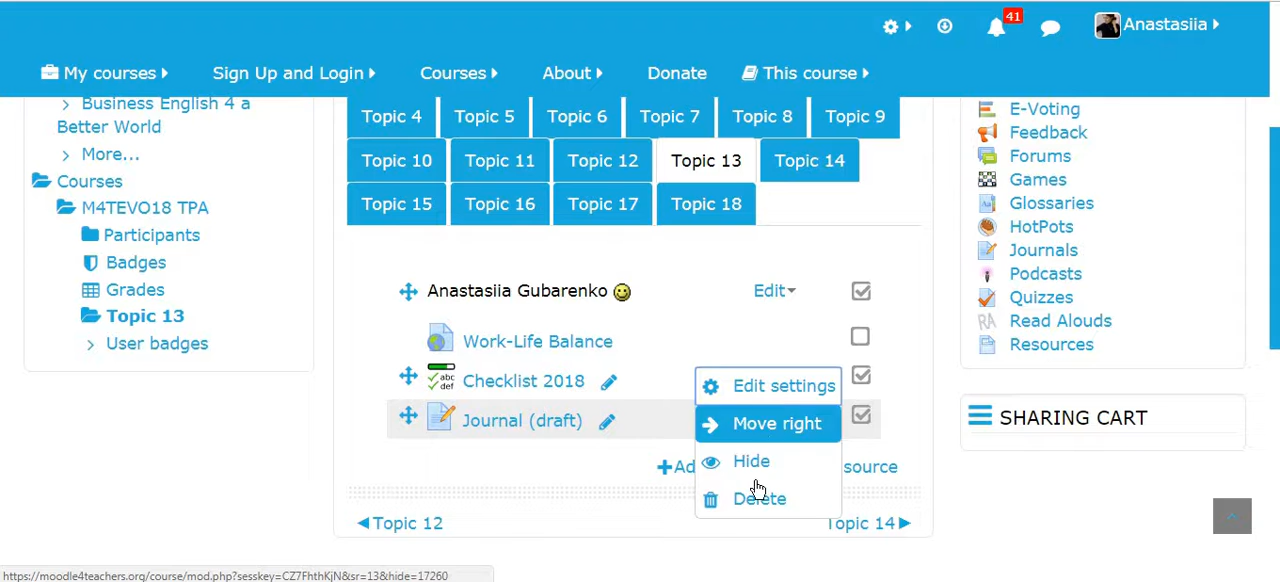 41
Anastasiia
My courses
Sign Up and Login
Courses
About
Donate
This course
Business English 4 a
Better World
More...
Courses
M4TEVO18 TPA
Participants
Badges
Grades
Topic 13
User badges
Topic 4
Topic 5
Topic 6
Topic 7
Topic 8
Topic 9
Topic 10
Topic 11
Topic 12
Topic 13
Topic 14
Topic 15
Topic 16
Topic 17
Topic 18
Anastasiia Gubarenko
Edit
Work-Life Balance
abc
def
Checklist 2018
Journal (draft)
Edit settings
Move right
Hide
Delete
Ad
source
Topic 12
Topic 14
E-Voting
Feedback
Forums
Games
Glossaries
HotPots
Journals
Podcasts
Quizzes
RA Read Alouds
Resources
SHARING CART
https://moodle4teachers.org/course/mod.php?sesskey=CZ7FhthKjN&sr=13&hide=17260